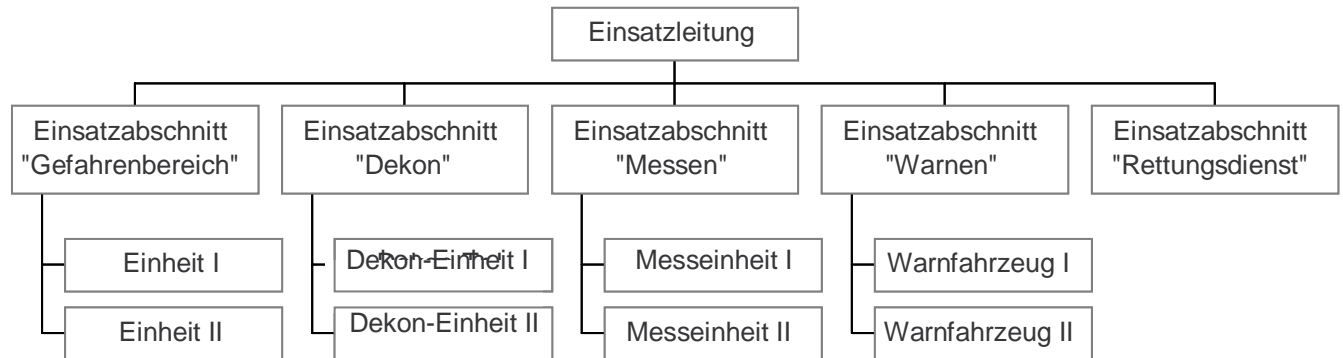 Einsatzleitung
Einsatzabschnitt
"Gefahrenbereich"
Einsatzabschnitt
"Dekon"
Einsatzabschnitt
"Messen"
Einsatzabschnitt
"Warnen"
Einsatzabschnitt
"Rettungsdienst"
Einheit I
Dekon-Einheit I
Messeinheit I
Warnfahrzeug I
Einheit II
Dekon-Einheit II
Messeinheit II
Warnfahrzeug II